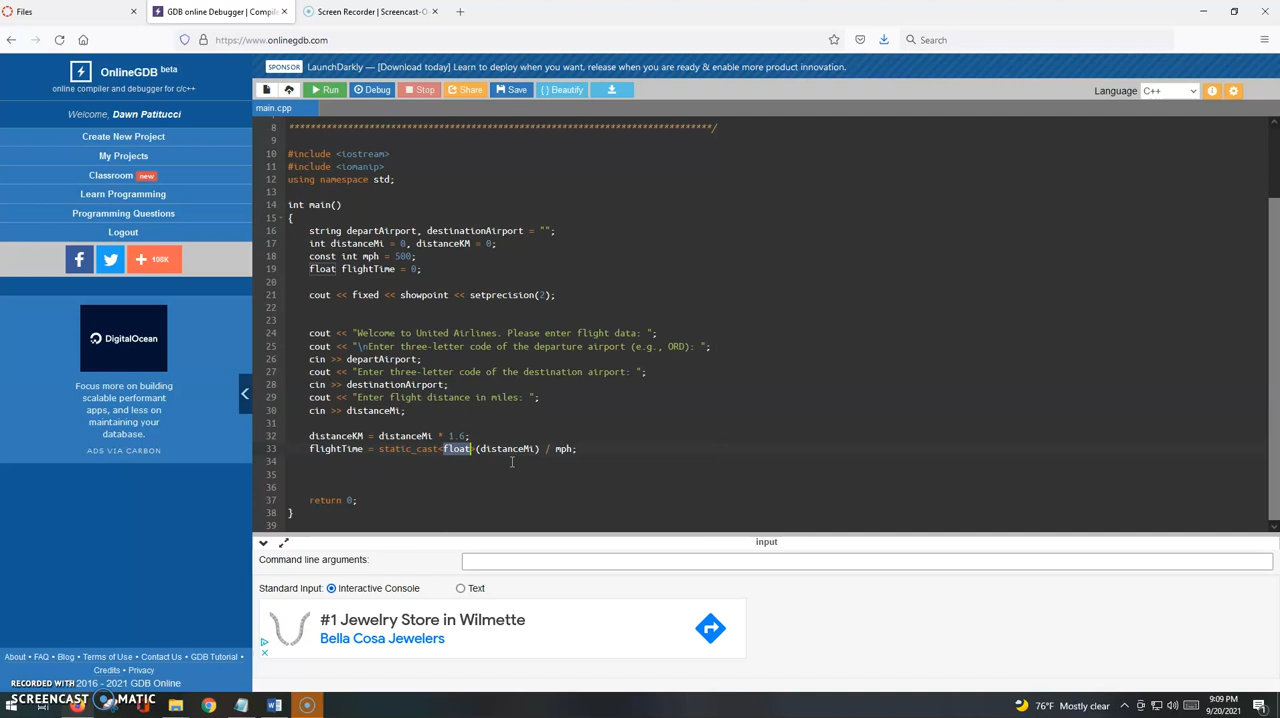 Files
GDB online Debugger | Compile
Screen Recorder | Screencast-O
https://www.onlinegdb.com
Search
OnlineGDB beta
online compiler and debugger for c/c++
Welcome, Dawn Patitucci
Create New Project
My Projects
Classroom new
Learn Programming
Programming Questions
Logout
108K
DigitalOcean
Focus more on building
scalable performant
apps, and less on
maintaining your
database.
ADS VIA CARBON
About • FAQ • Blog • Terms of Use • Contact Us • GDB Tutorial •
Credits • Privacy
© 2016 - 2021 GDB Online
RECORDED WITH
SCREENCAST MATIC
SPONSOR LaunchDarkly — [Download today] Learn to deploy when you want, release when you are ready & enable more product innovation.
Run Debug Stop Share Save { } Beautify
Language C++
main.cpp
8 *******************************************************************************/
9
10 #include <iostream>
11 #include <iomanip>
12 using namespace std;
13
14 int main()
15 {
16 string departAirport, destinationAirport = "";
17 int distanceMi = 0, distanceKM = 0;
18 const int mph = 500;
19 float flightTime = 0;
20
21 cout << fixed << showpoint << setprecision(2);
22
23
24 cout << "Welcome to United Airlines. Please enter flight data: ";
25 cout << "\nEnter three-letter code of the departure airport (e.g., ORD): ";
26 cin >> departAirport;
27 cout << "Enter three-letter code of the destination airport: ";
28 cin >> destinationAirport;
29 cout << "Enter flight distance in miles: ";
30 cin >> distanceMi;
31
32 distanceKM = distanceMi * 1.6;
33 flightTime = static_cast<float>(distanceMi) / mph;
34
35
36
37 return 0;
38 }
39
input
Command line arguments:
Standard Input: Interactive Console Text
#1 Jewelry Store in Wilmette
Bella Cosa Jewelers
76°F Mostly clear
9:09 PM
9/20/2021